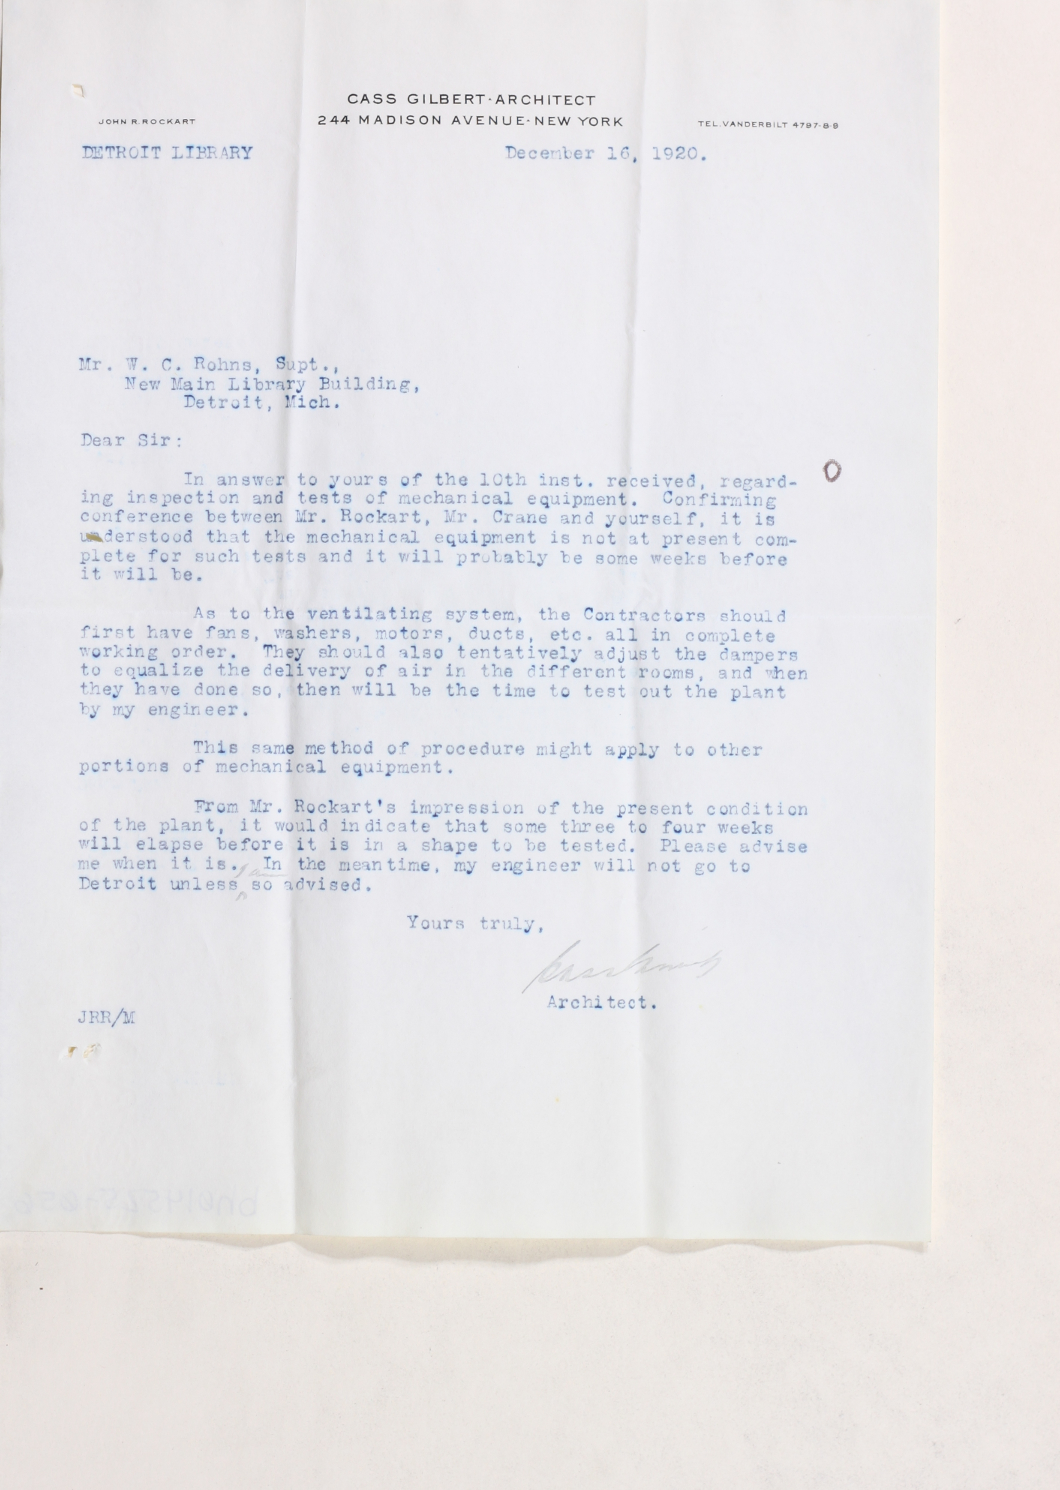 CASS GILBERT·ARCHITECT
JOHN R. ROCKART
244 MADISON AVENUE·NEW YORK
TEL. VANDERBILT 4797-8-9
DETROIT LIBRARY
December 16, 1920.
Mr. W. C. Rohns, Supt.,
New Main Library Building,
Detroit, Mich.
Dear Sir:
In answer to yours of the 10th inst. received, regard-
ing inspection and tests of mechanical equipment. Confirming
conference between Mr. Rockart, Mr. Crane and yourself, it is
understood that the mechanical equipment is not at present com-
plete for such tests and it will probably be some weeks before
it will be.
As to the ventilating system, the Contractors should
first have fans, washers, motors, ducts, etc. all in complete
working order. They should also tentatively adjust the dampers
to equalize the delivery of air in the different rooms, and when
they have done so, then will be the time to test out the plant
by my engineer.
This same method of procedure might apply to other
portions of mechanical equipment.
From Mr. Rockart's impression of the present condition
of the plant, it would indicate that some three to four weeks
will elapse before it is in a shape to be tested. Please advise
me when it is. In the meantime, my engineer will not go to
Detroit unless so advised.
Yours truly,
Architect.
JRR/M